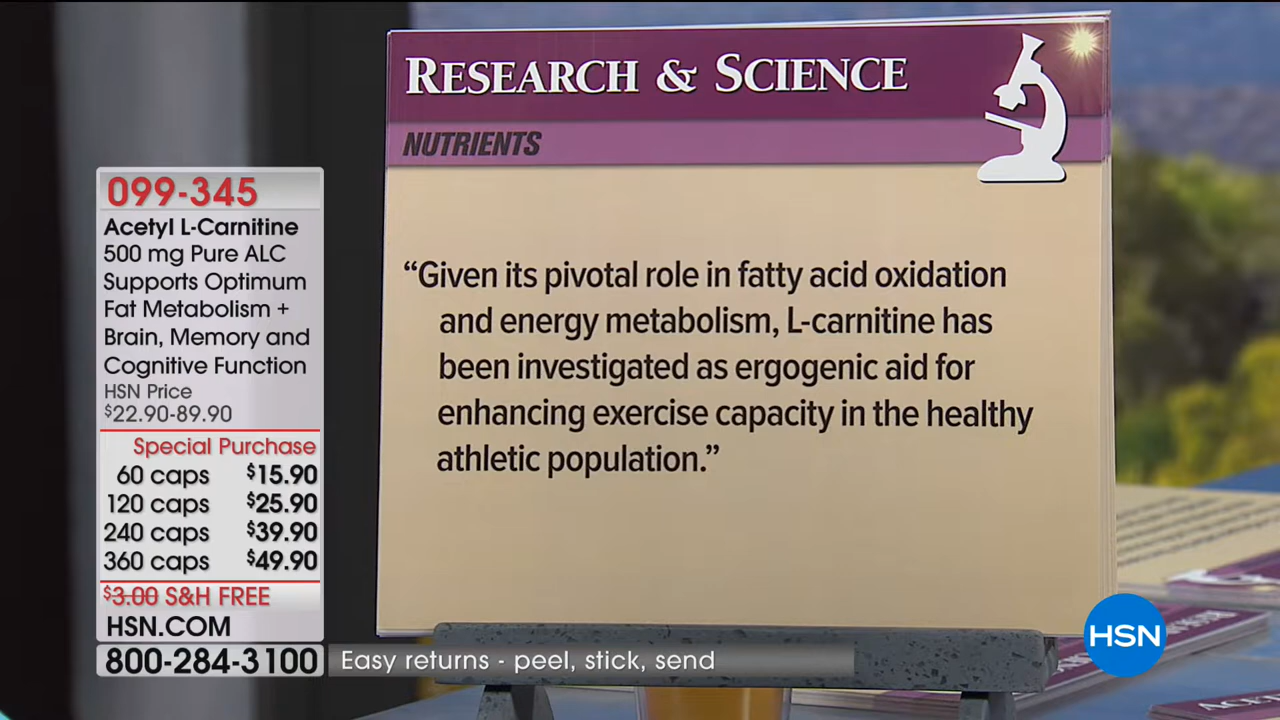 RESEARCH & SCIENCE
NUTRIENTS
“Given its pivotal role in fatty acid oxidation
and energy metabolism, L-carnitine has
been investigated as ergogenic aid for
enhancing exercise capacity in the healthy
athletic population.”
099-345
Acetyl L-Carnitine
500 mg Pure ALC
Supports Optimum
Fat Metabolism +
Brain, Memory and
Cognitive Function
HSN Price
$22.90-89.90
Special Purchase
60 caps $15.90
120 caps $25.90
240 caps $39.90
360 caps $49.90
$3.00 S&H FREE
HSN.COM
800-284-3100
Easy returns - peel, stick, send
HSN